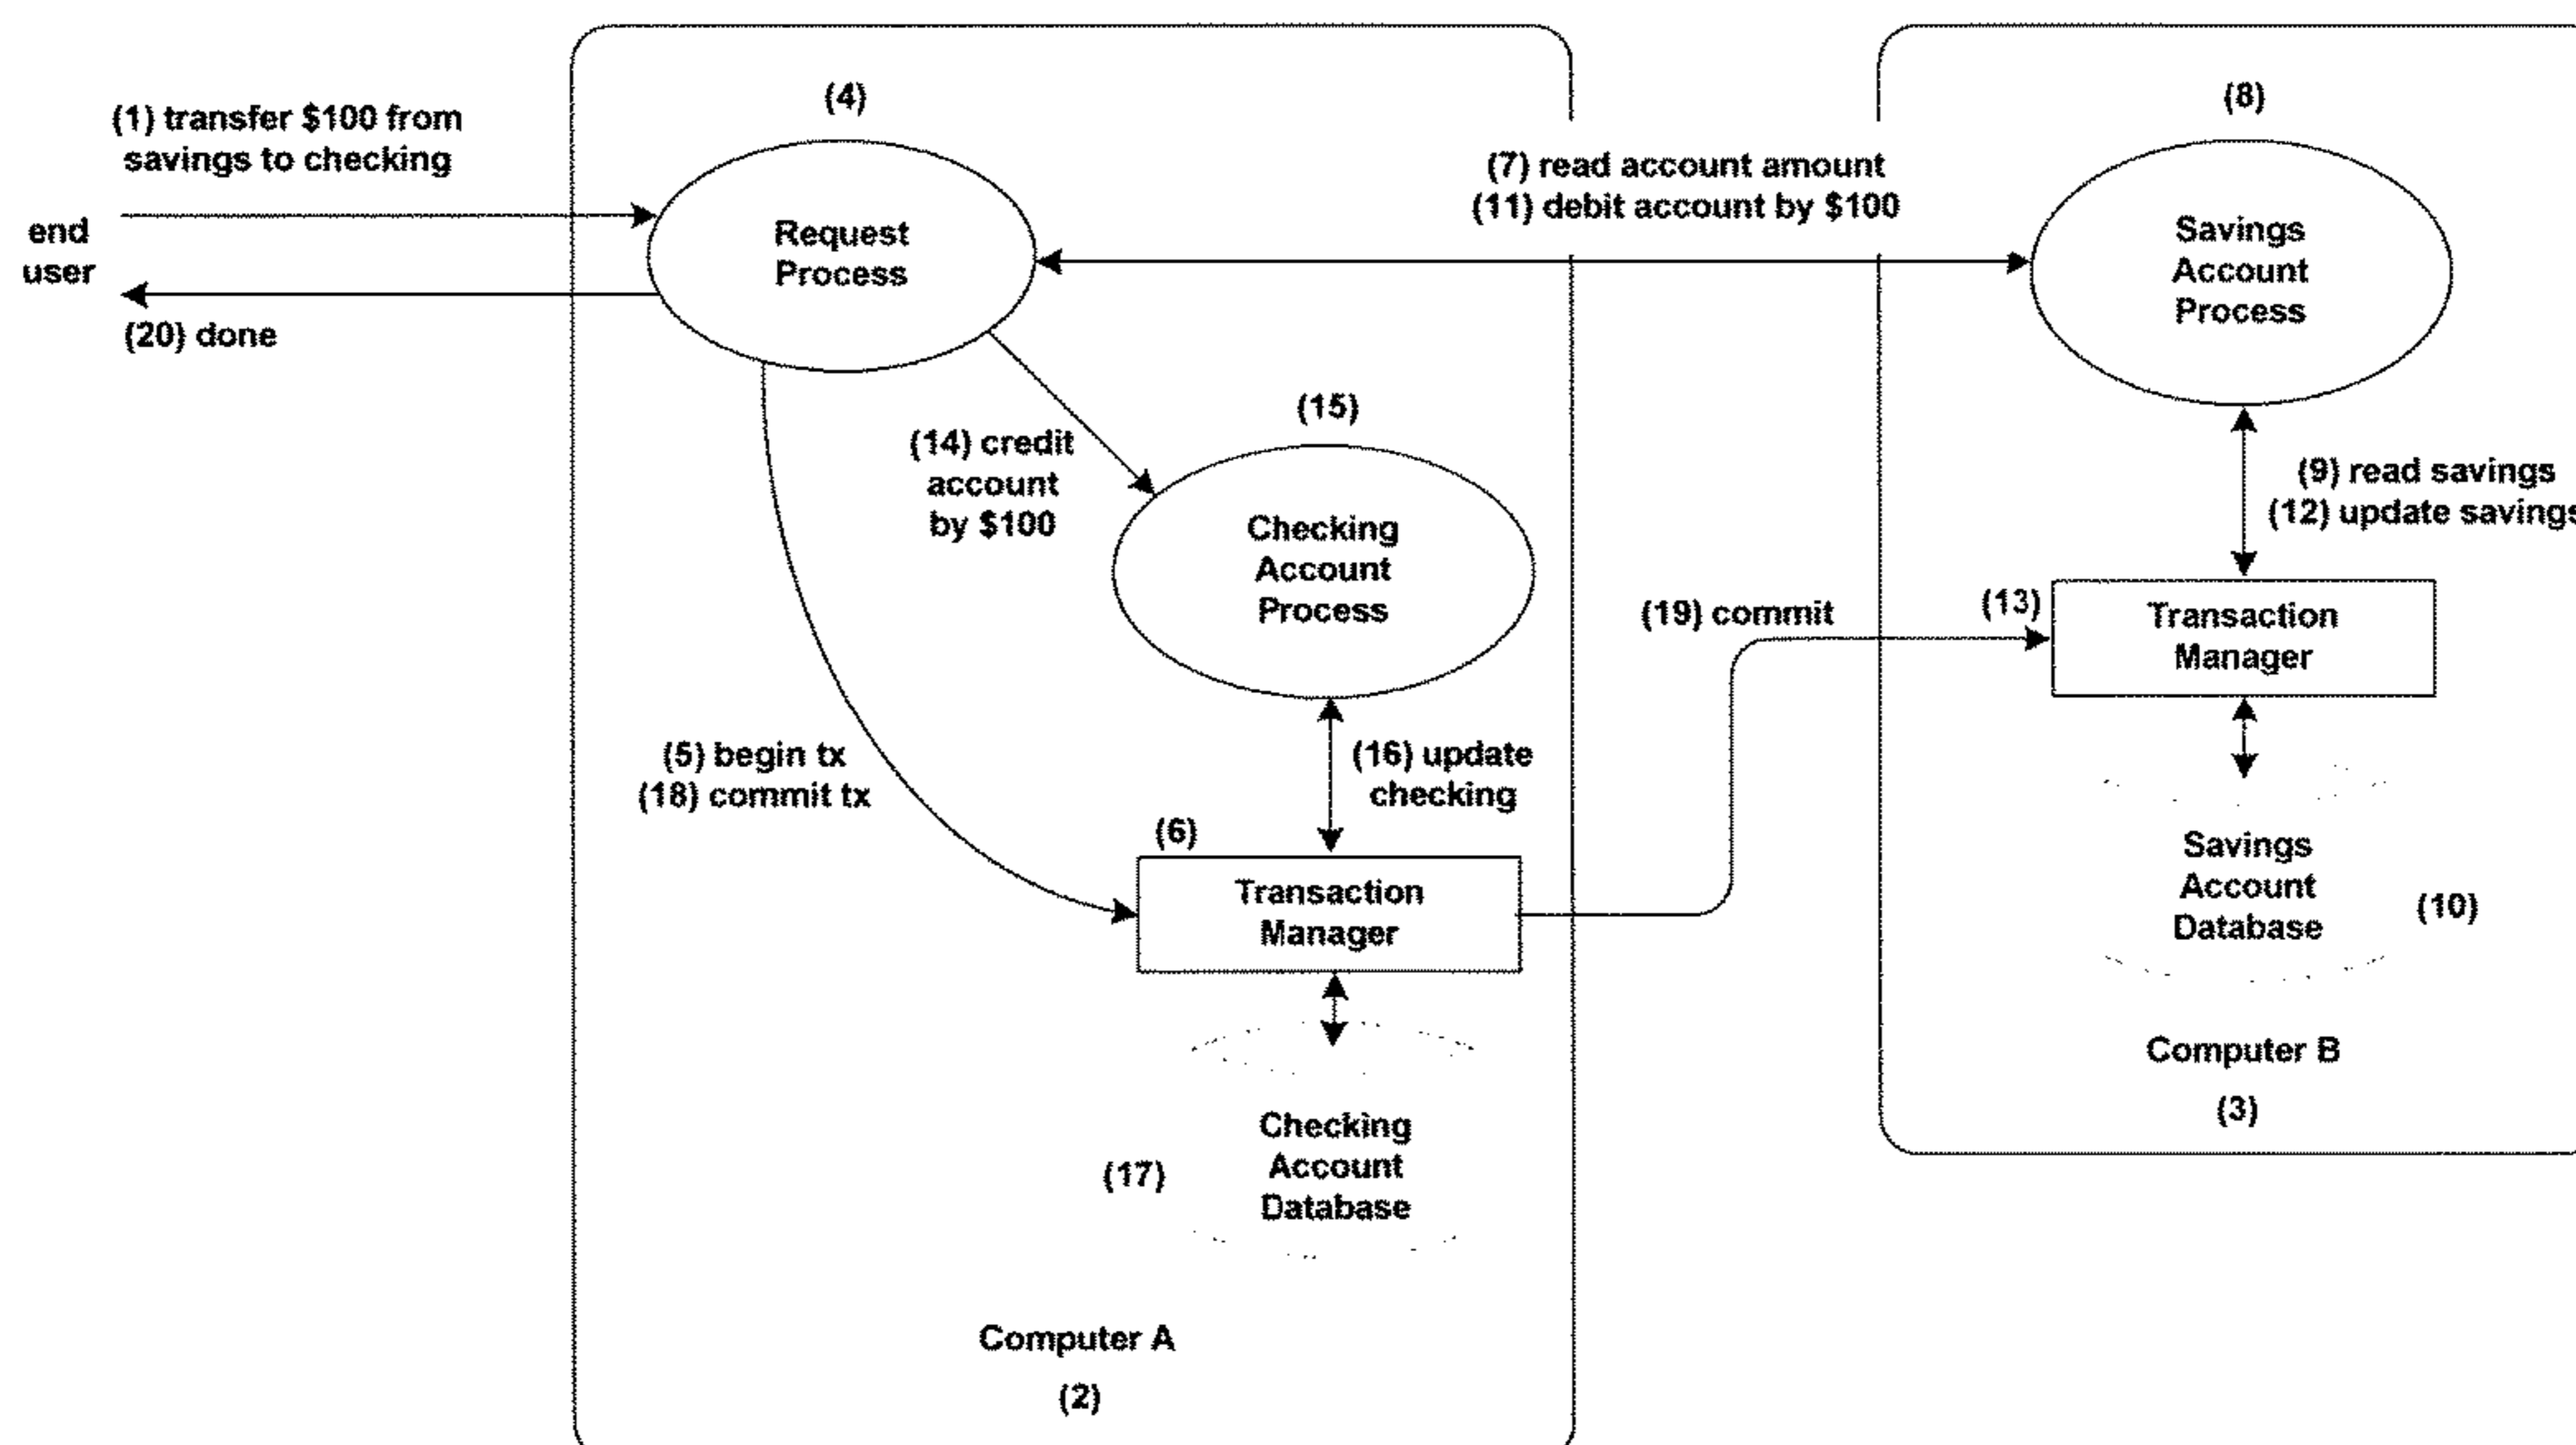 (1) transfer $100 from
savings to checking
end
user
(20) done
(4)
Request
Process
(7) read account amount
(11) debit account by $100
(8)
Savings
Account
Process
(14) credit
account
by $100
(15)
Checking
Account
Process
(9) read savings
(12) update savings
(5) begin tx
(18) commit tx
(16) update
checking
(19) commit
(13)
Transaction
Manager
(6)
Transaction
Manager
Savings
Account
Database
(10)
Checking
Account
Database
(17)
Computer B
(3)
Computer A
(2)